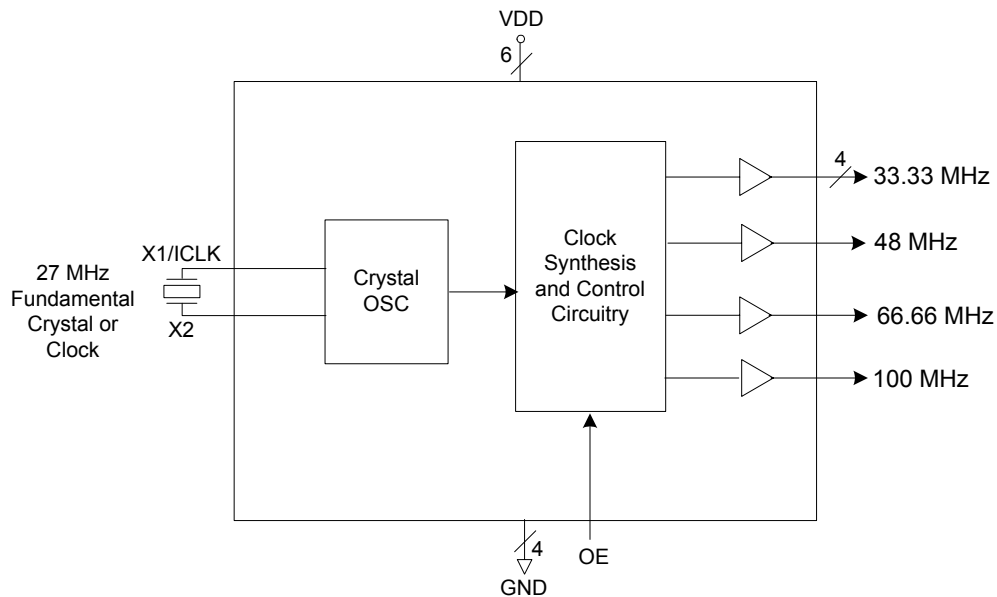 VDD
6
4
33.33 MHz
48 MHz
66.66 MHz
100 MHz
Clock
Synthesis
and Control
Circuitry
Crystal
OSC
X1/ICLK
X2
27 MHz
Fundamental
Crystal or
Clock
OE
4
GND